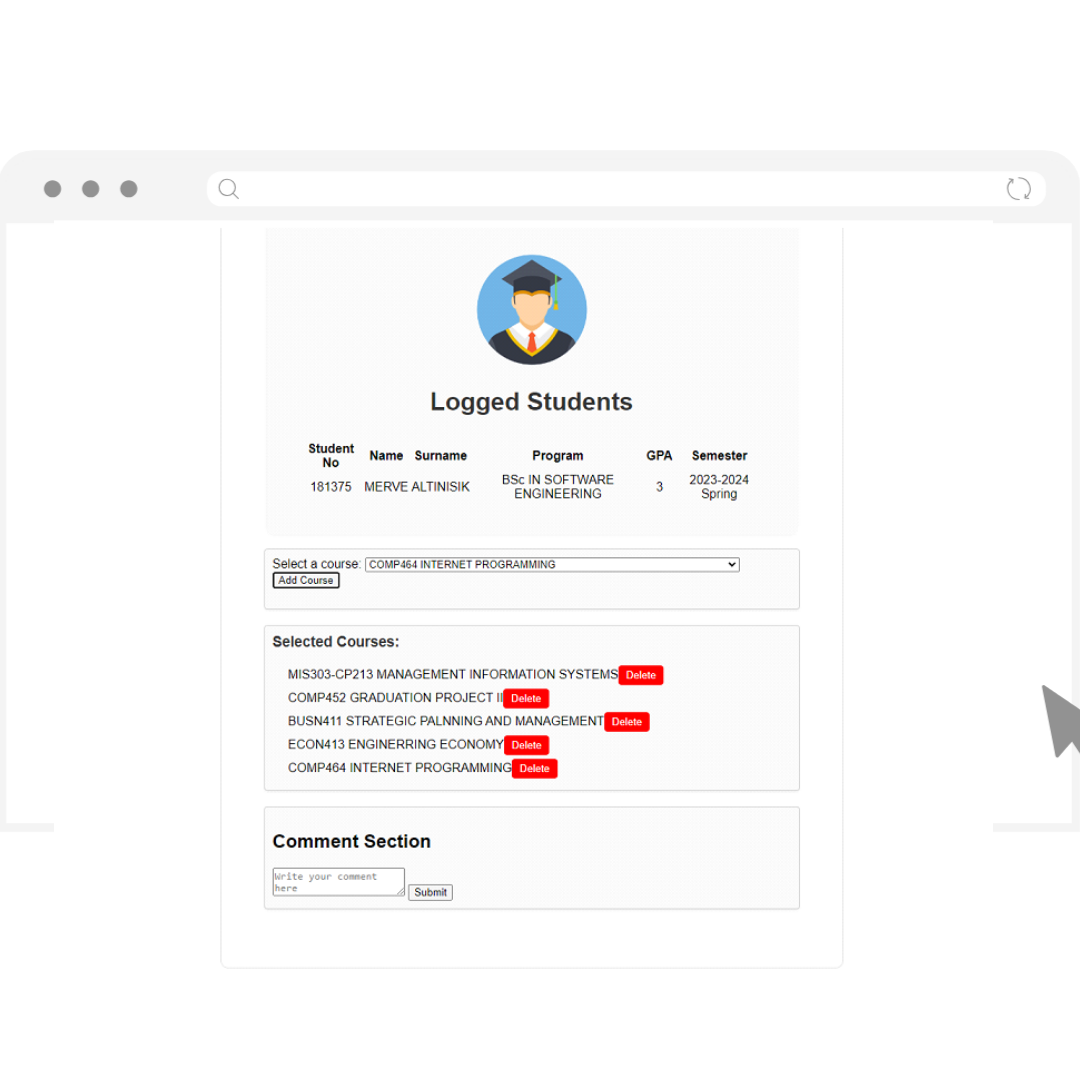 Logged Students
Student No Name Surname Program GPA Semester
181375 MERVE ALTINISIK BSc IN SOFTWARE ENGINEERING 3 2023-2024 Spring
Select a course: COMP464 INTERNET PROGRAMMING
Add Course
Selected Courses:
MIS303-CP213 MANAGEMENT INFORMATION SYSTEMS Delete
COMP452 GRADUATION PROJECT II Delete
BUSN411 STRATEGIC PALNNING AND MANAGEMENT Delete
ECON413 ENGINERRING ECONOMY Delete
COMP464 INTERNET PROGRAMMING Delete
Comment Section
Write your comment
here
Submit